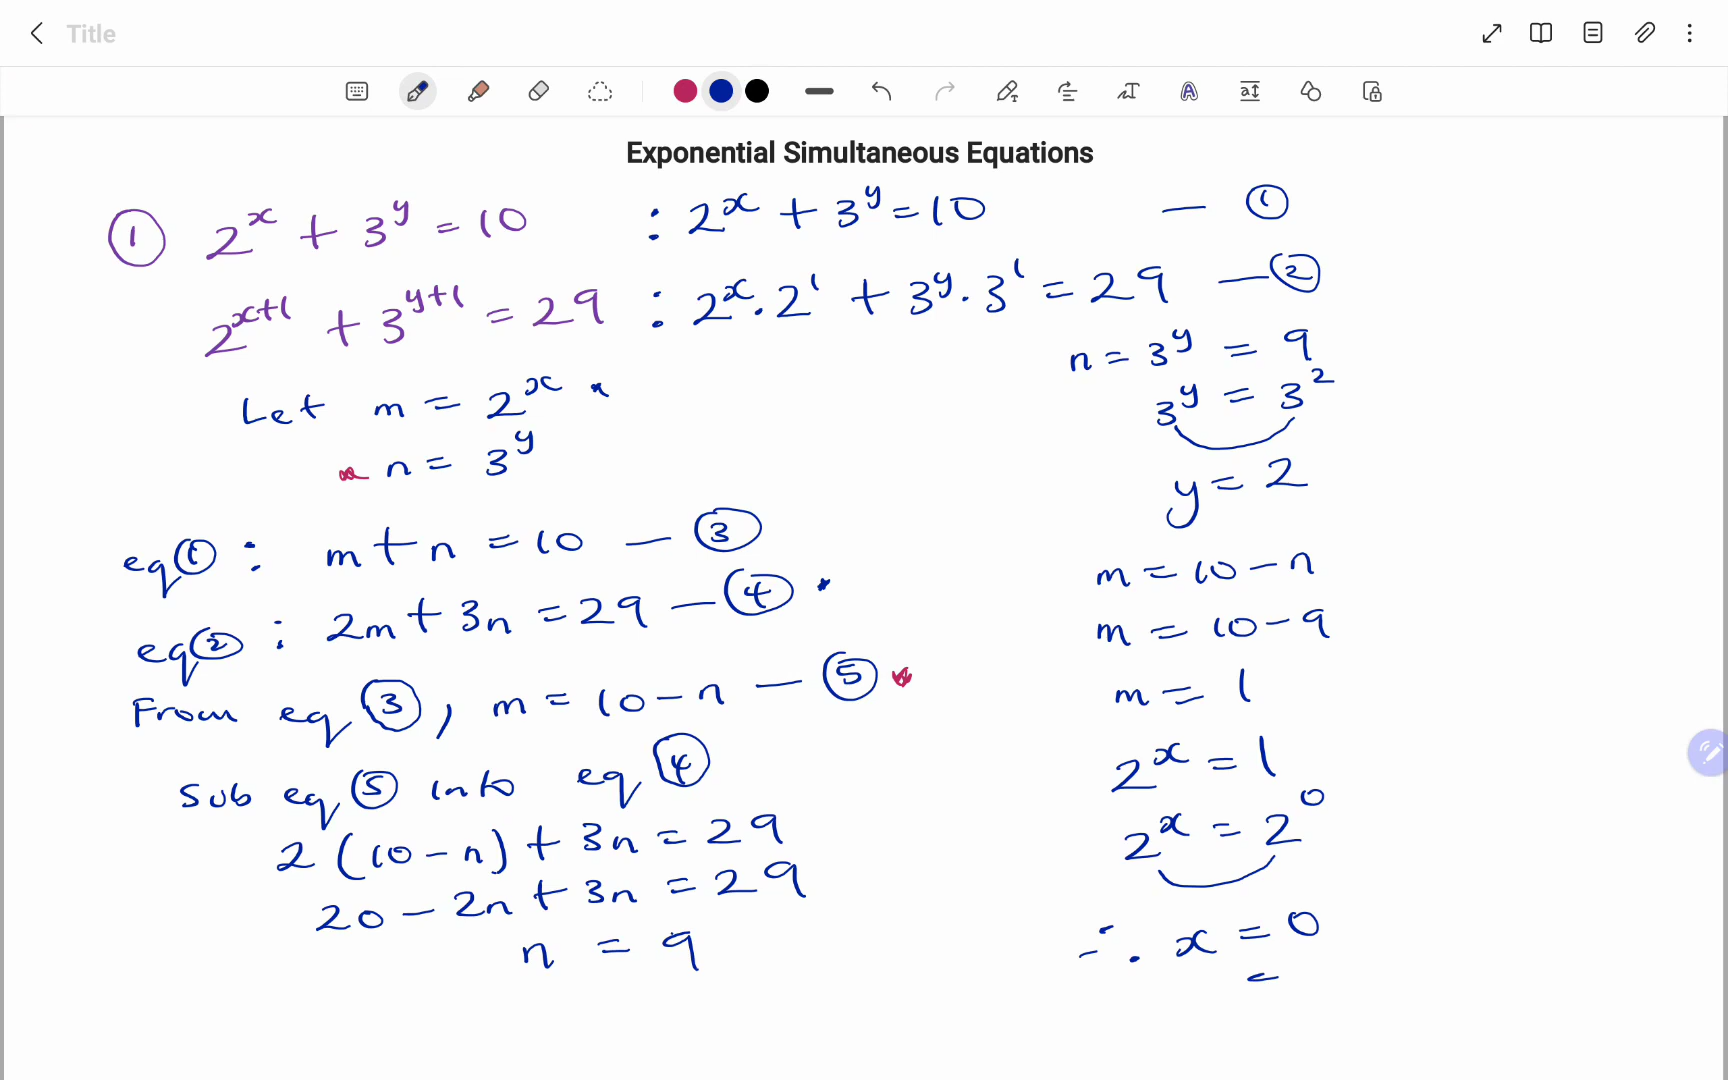 Title
Exponential Simultaneous Equations
① 2^x + 3^y = 10 : 2^x + 3^y = 10 — ①
2^(x+1) + 3^(y+1) = 29 : 2^x . 2^1 + 3^y . 3^1 = 29 — ②
Let m = 2^x
n = 3^y
eq① : m + n = 10 — ③
eq② : 2m + 3n = 29 — ④
From eq ③, m = 10 - n — ⑤
Sub eq ⑤ into eq ④
2(10 - n) + 3n = 29
20 - 2n + 3n = 29
n = 9
n = 3^y = 9
3^y = 3^2
y = 2
m = 10 - n
m = 10 - 9
m = 1
2^x = 1
2^x = 2^0
∴ x = 0